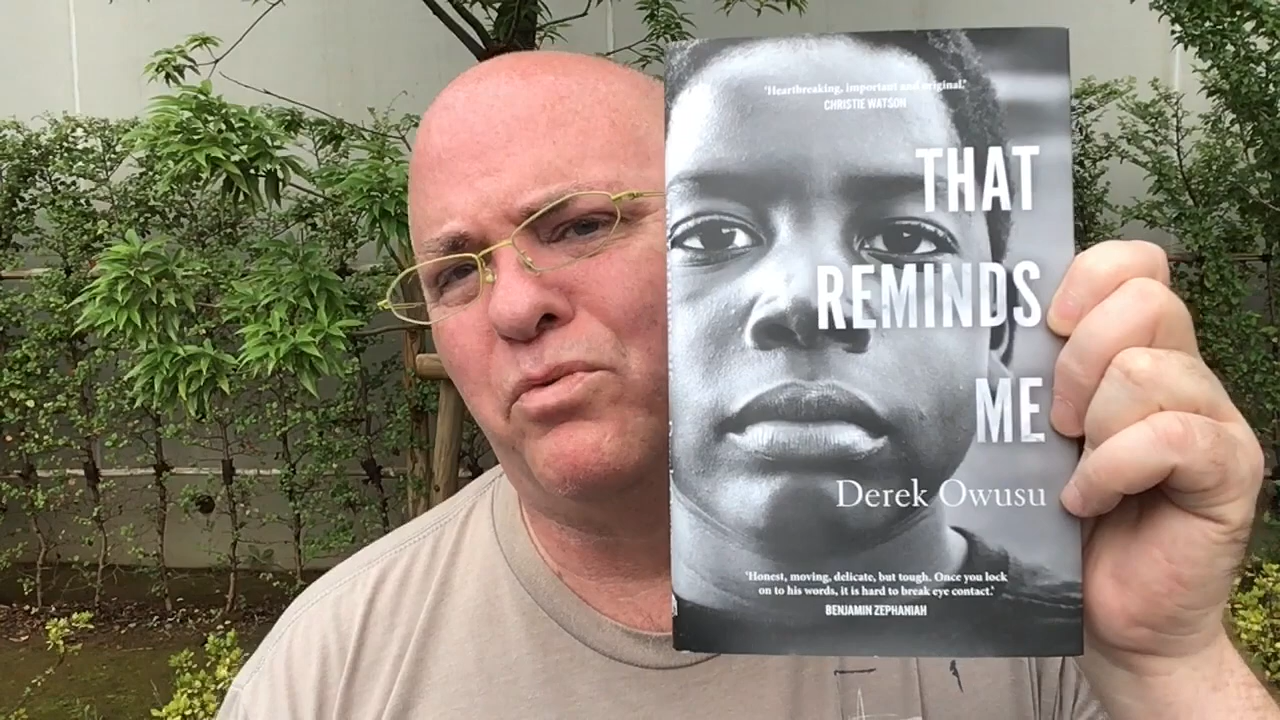 'Heartbreaking, important and original.'
CHRISTIE WATSON
THAT
REMINDS
ME
Derek Owusu
'Honest, moving, delicate, but tough. Once you lock
on to his words, it is hard to break eye contact.'
BENJAMIN ZEPHANIAH